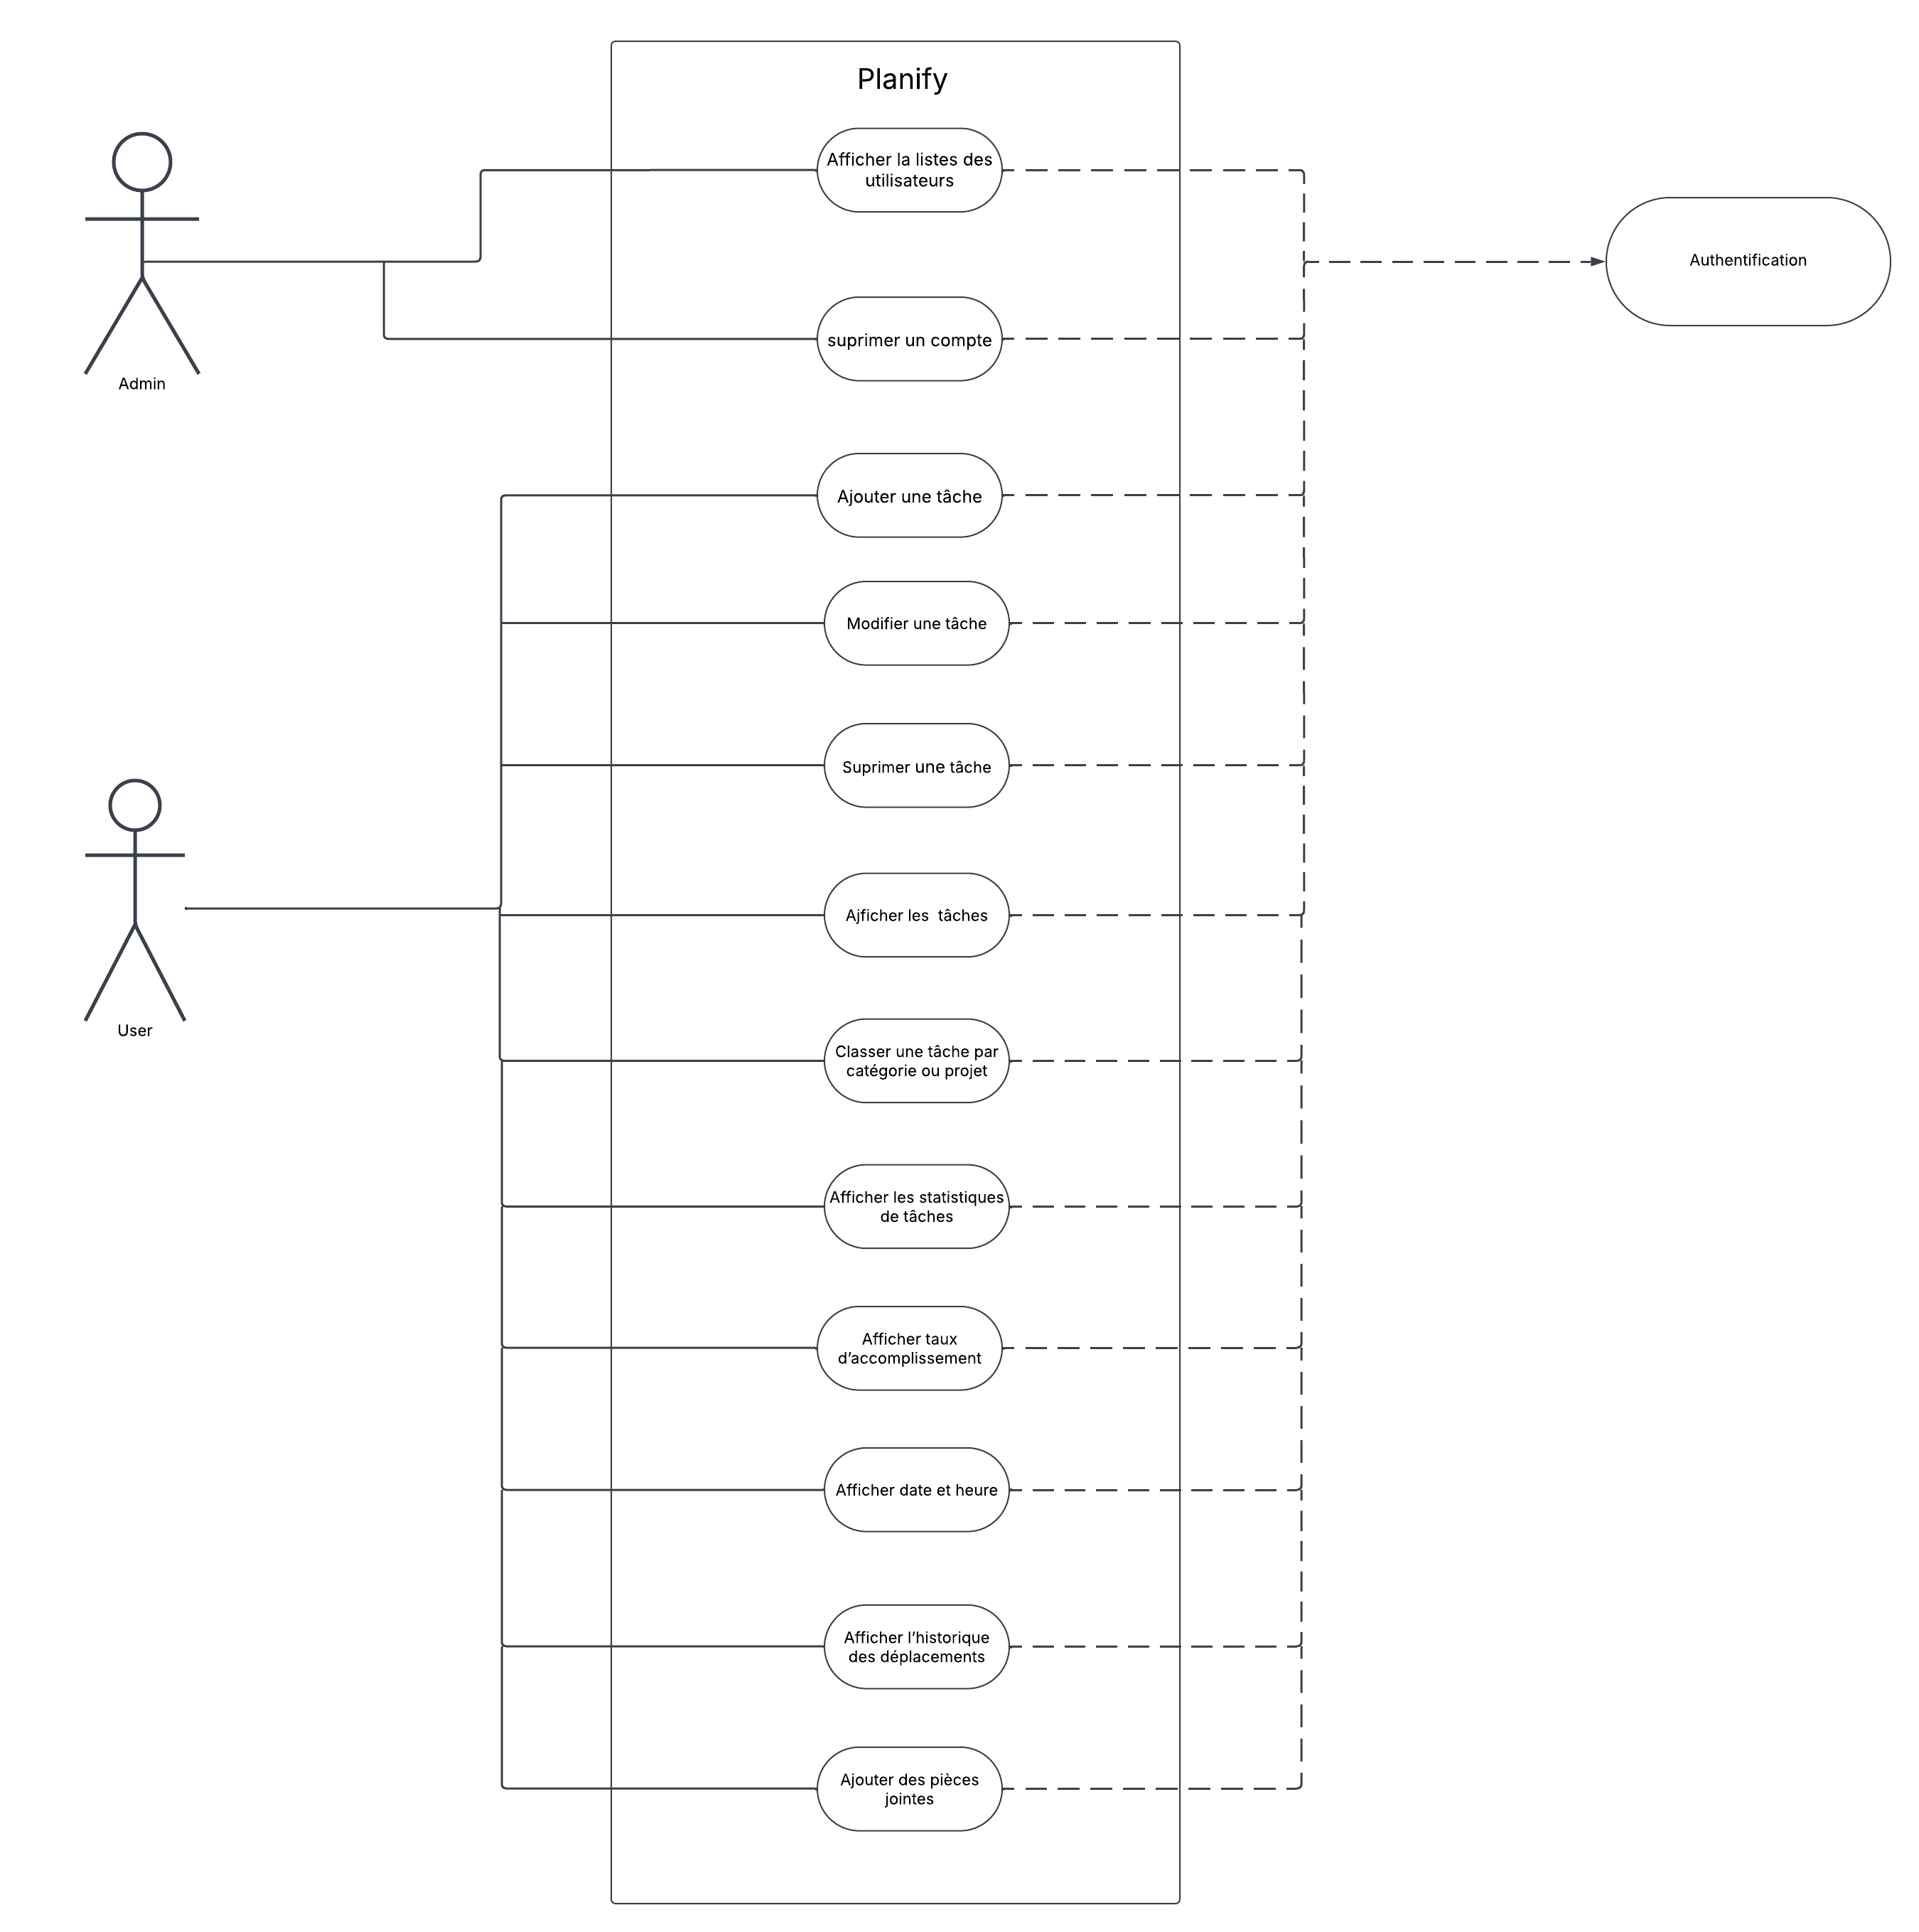 Planify
Afficher la listes des
utilisateurs
Authentification
suprimer un compte
Admin
Ajouter une tâche
Modifier une tâche
Suprimer une tâche
Ajficher les  tâches
User
Classer une tâche par
catégorie ou projet
Afficher les statistiques
de tâches
Afficher taux
d’accomplissement
Afficher date et heure
Afficher l’historique
des déplacements
Ajouter des pièces
jointes